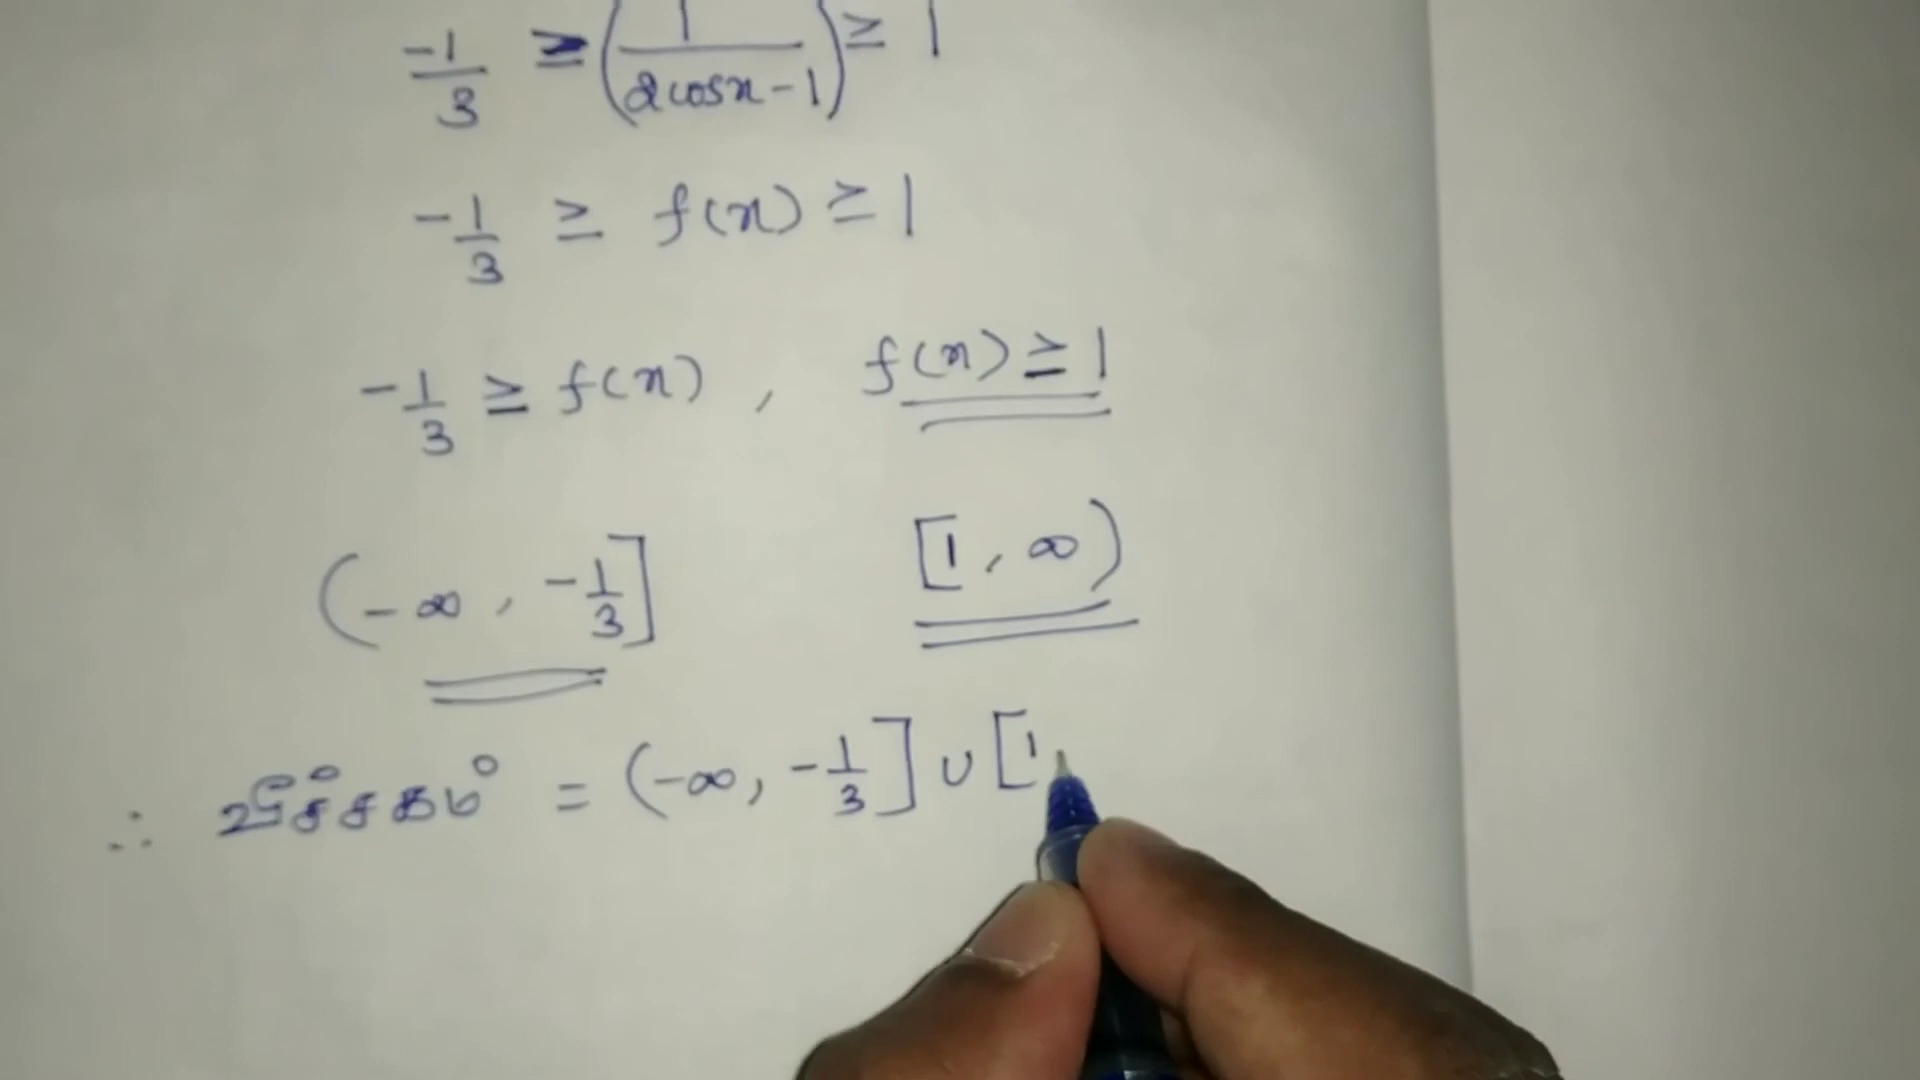 -1/3 ≥ (1/(2cosx-1)) ≥ 1
-1/3 ≥ f(x) ≥ 1
-1/3 ≥ f(x) , f(x) ≥ 1
(-∞, -1/3] [1, ∞)
∴ வீச்சகம் = (-∞, -1/3] ∪ [1